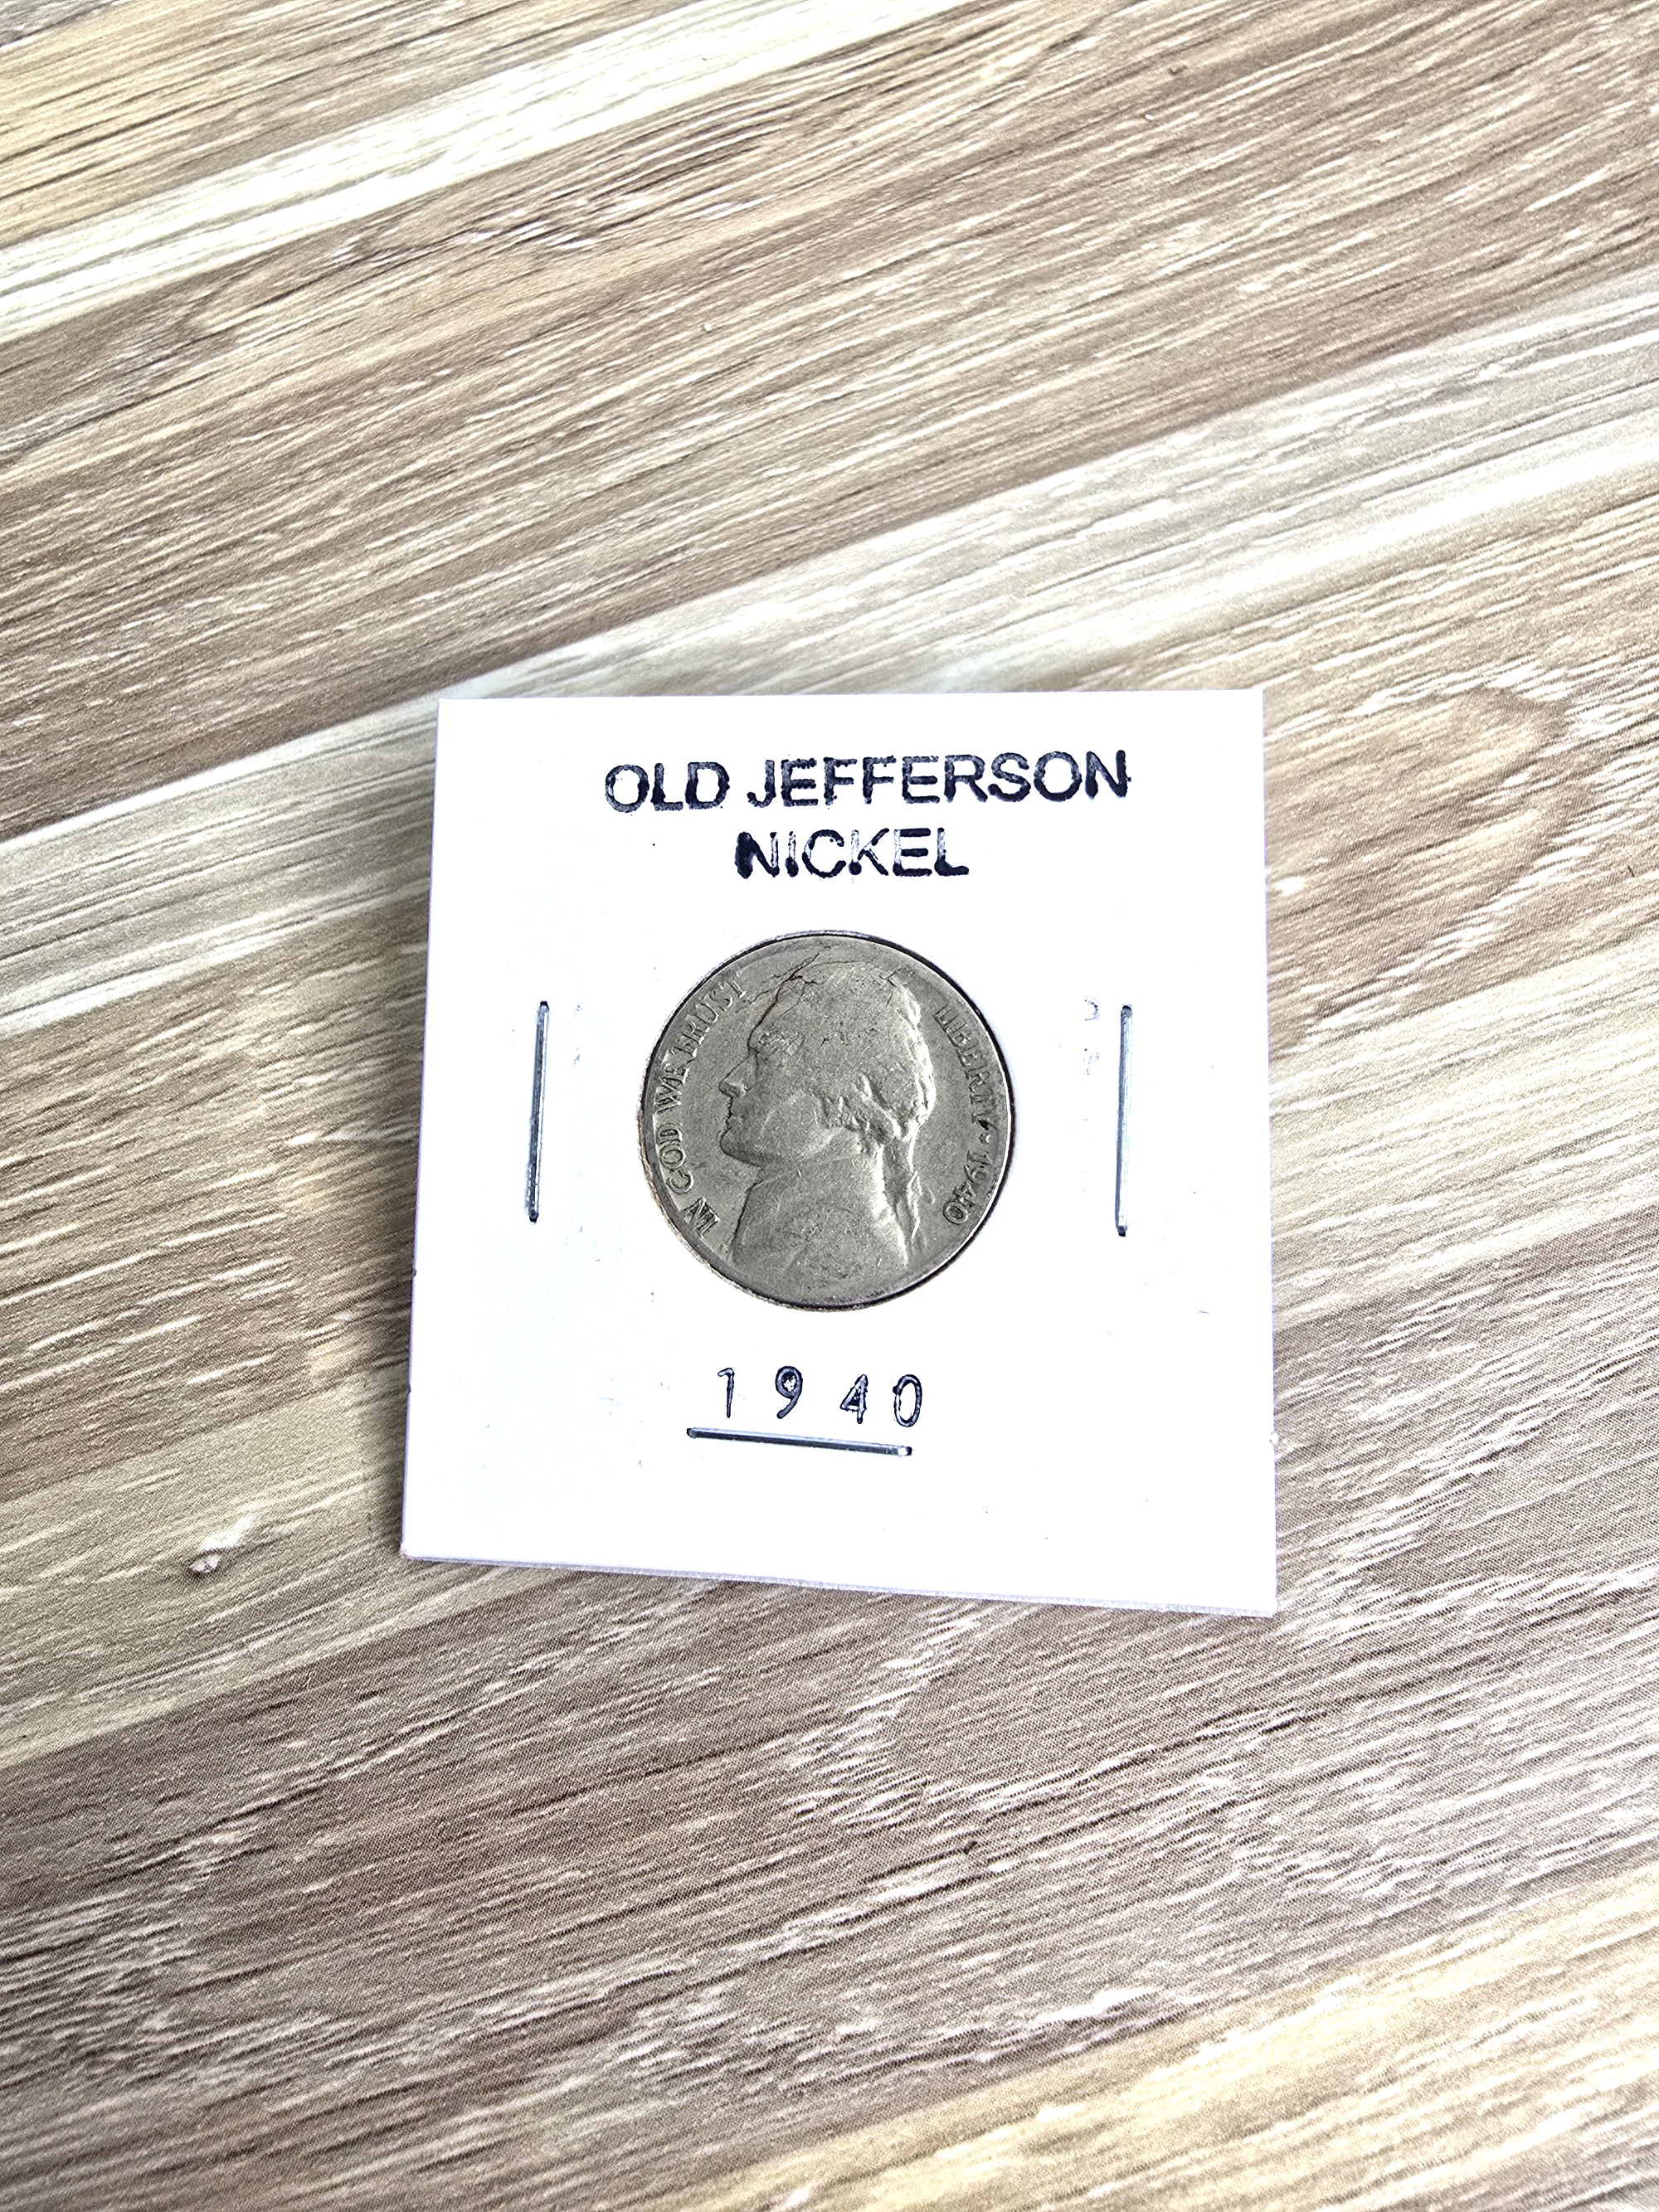 OLD JEFFERSON
NICKEL
IN GOD WE TRUST
LIBERTY · 1940
1940